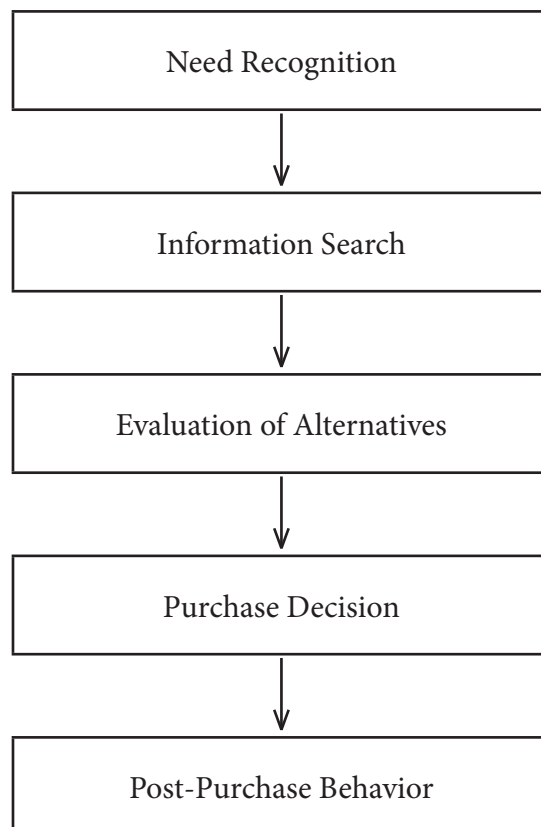 Need Recognition
Information Search
Evaluation of Alternatives
Purchase Decision
Post-Purchase Behavior